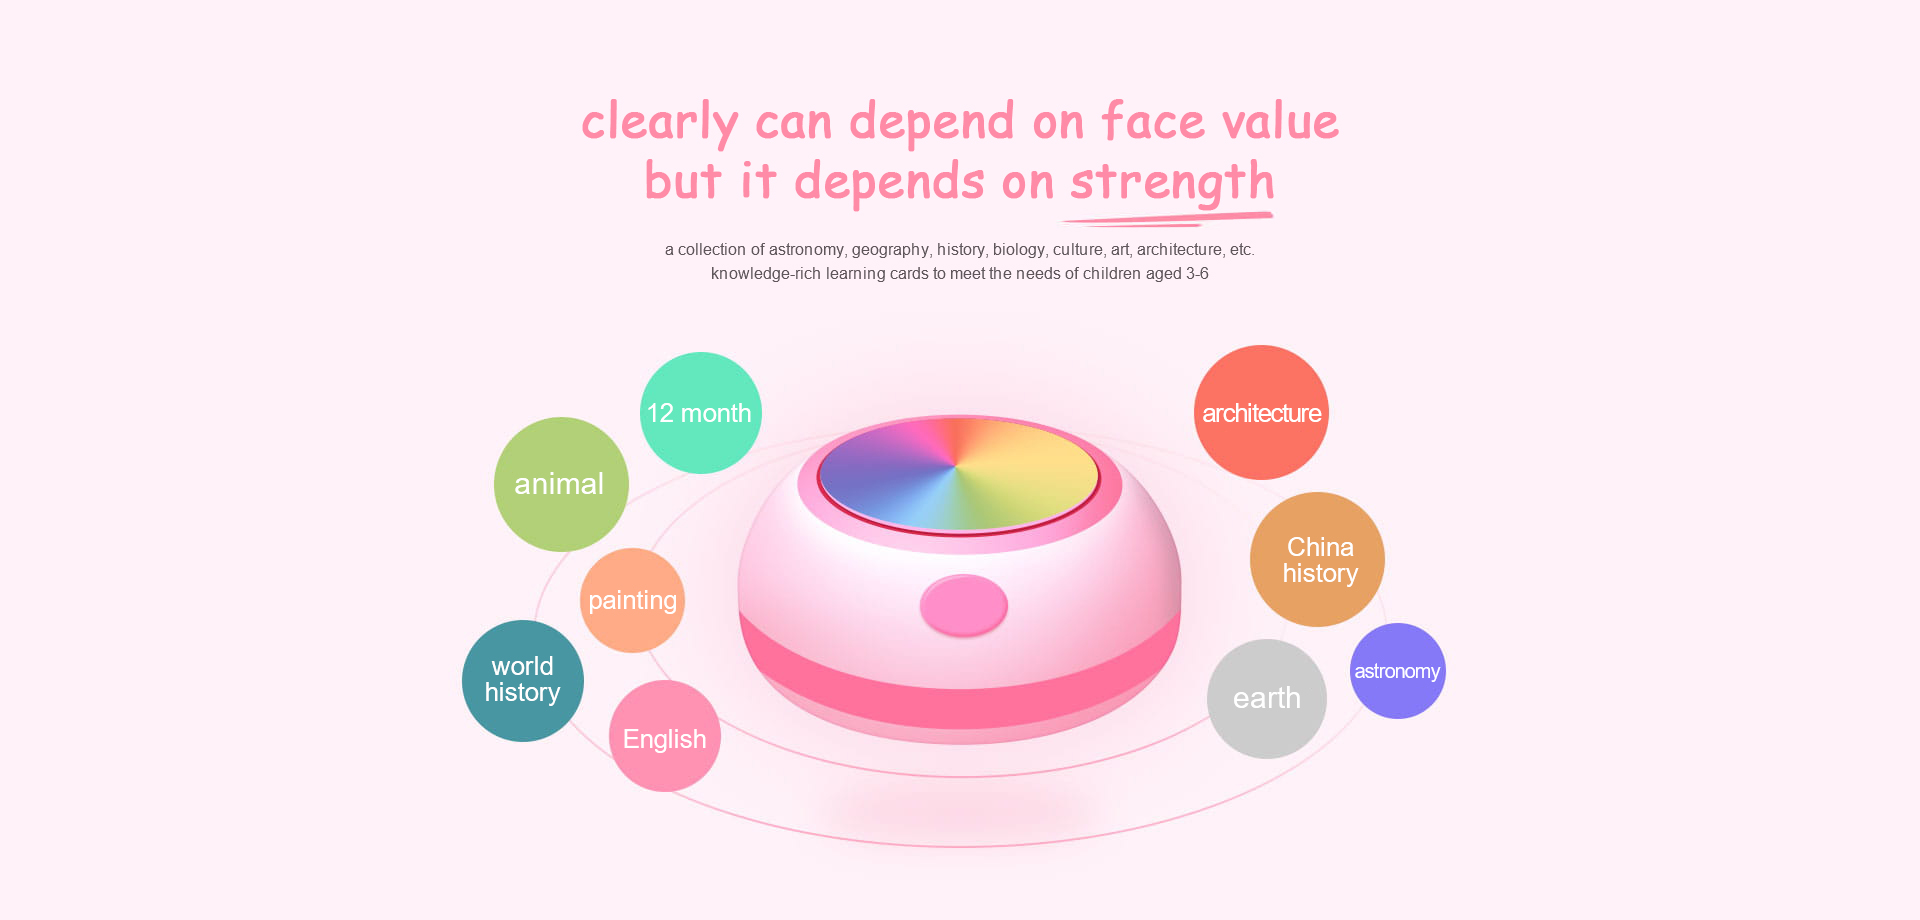 clearly can depend on face value
but it depends on strength
a collection of astronomy, geography, history, biology, culture, art, architecture, etc.
knowledge-rich learning cards to meet the needs of children aged 3-6
12 month
architecture
animal
China
history
painting
world
history
astronomy
earth
English